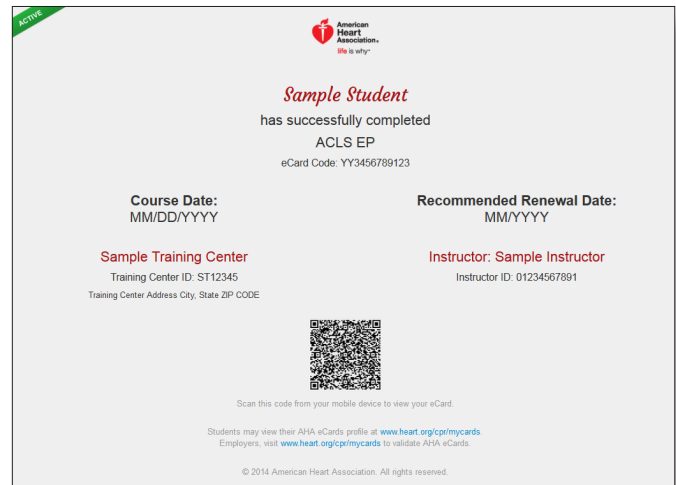 ACTIVE
American
Heart
Association®
life is why™
Sample Student
has successfully completed
ACLS EP
eCard Code: YY3456789123
Course Date:
MM/DD/YYYY
Recommended Renewal Date:
MM/YYYY
Sample Training Center
Training Center ID: ST12345
Training Center Address City, State ZIP CODE
Instructor: Sample Instructor
Instructor ID: 01234567891
Scan this code from your mobile device to view your eCard.
Students may view their AHA eCards profile at www.heart.org/cpr/mycards.
Employers, visit www.heart.org/cpr/mycards to validate AHA eCards.
© 2014 American Heart Association. All rights reserved.